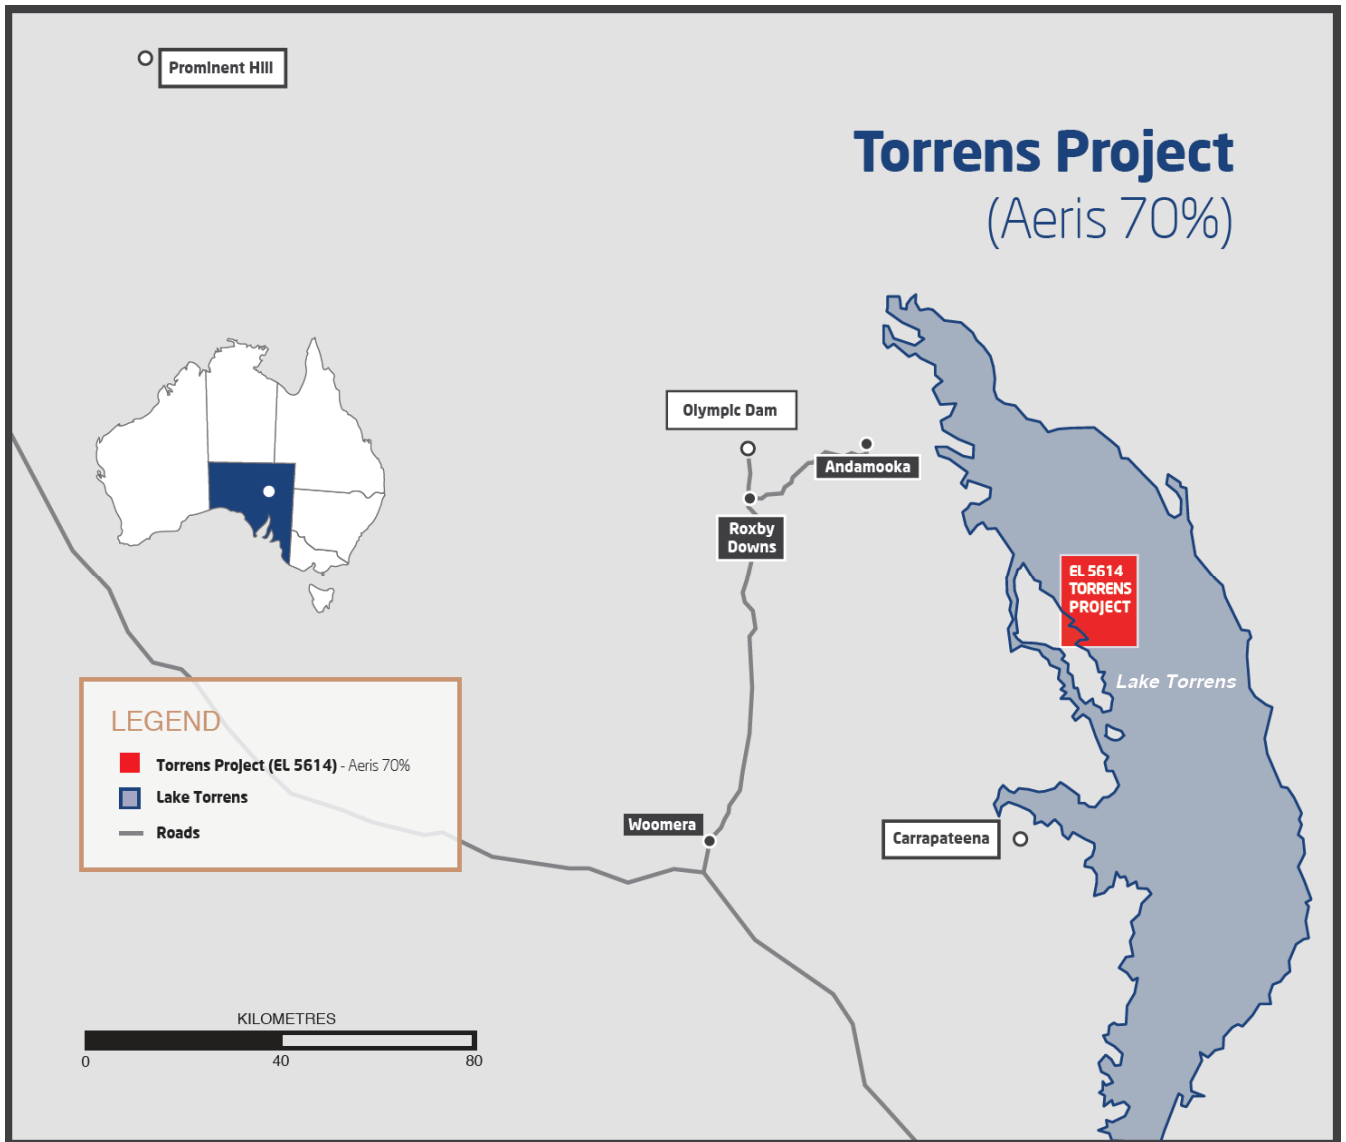 Prominent Hill
Torrens Project
(Aeris 70%)
Olympic Dam
Andamooka
Roxby
Downs
EL 5614
TORRENS
PROJECT
Lake Torrens
LEGEND
Torrens Project (EL 5614) - Aeris 70%
Lake Torrens
Roads
Woomera
Carrapateena
KILOMETRES
0 40 80